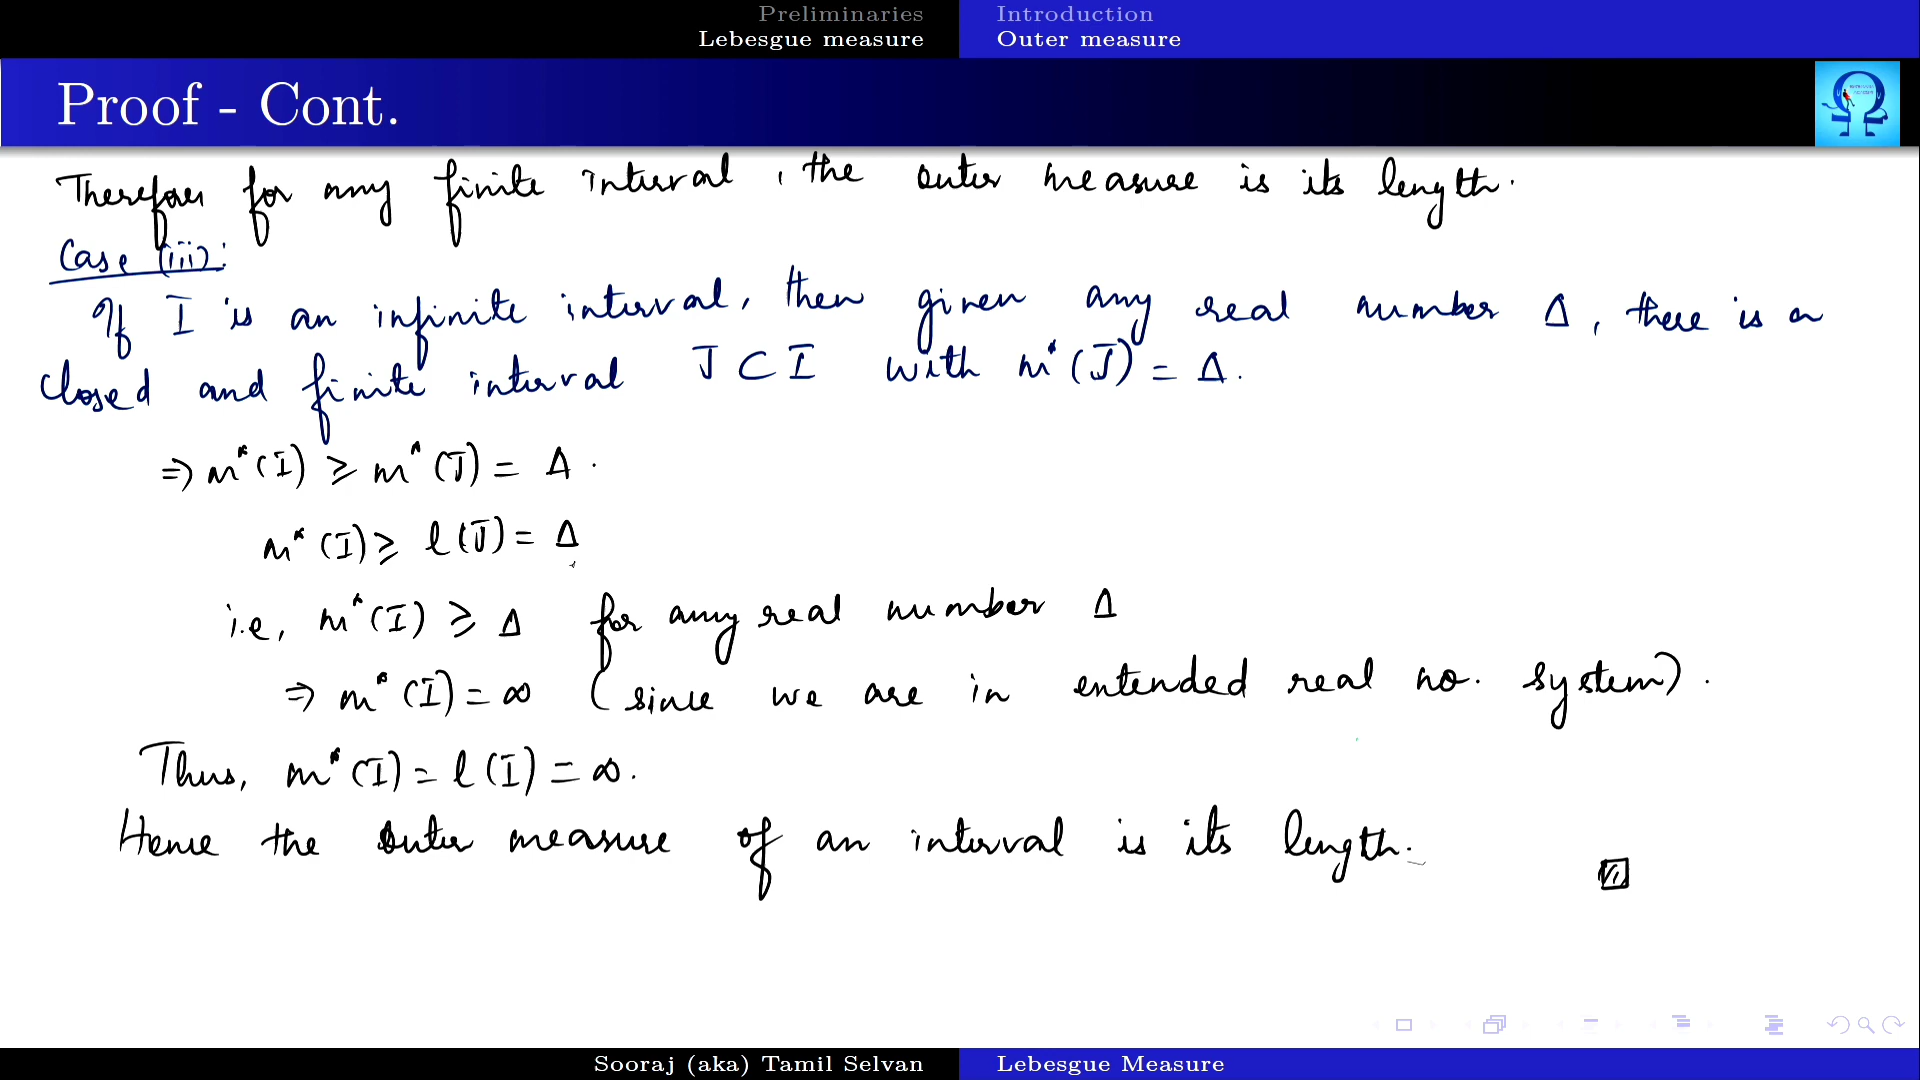 Preliminaries
Lebesgue measure
Introduction
Outer measure
Proof - Cont.
Therefore for any finite interval, the outer measure is its length.
Case (iii):
If I is an infinite interval, then given any real number Δ, there is a
closed and finite interval J ⊂ I with m*(J) = Δ.
⇒ m*(I) ≥ m*(J) = Δ.
m*(I) ≥ l(J) = Δ
i.e, m*(I) ≥ Δ for any real number Δ
⇒ m*(I) = ∞ (since we are in extended real no. system).
Thus, m*(I) = l(I) = ∞.
Hence the outer measure of an interval is its length.
Sooraj (aka) Tamil Selvan
Lebesgue Measure